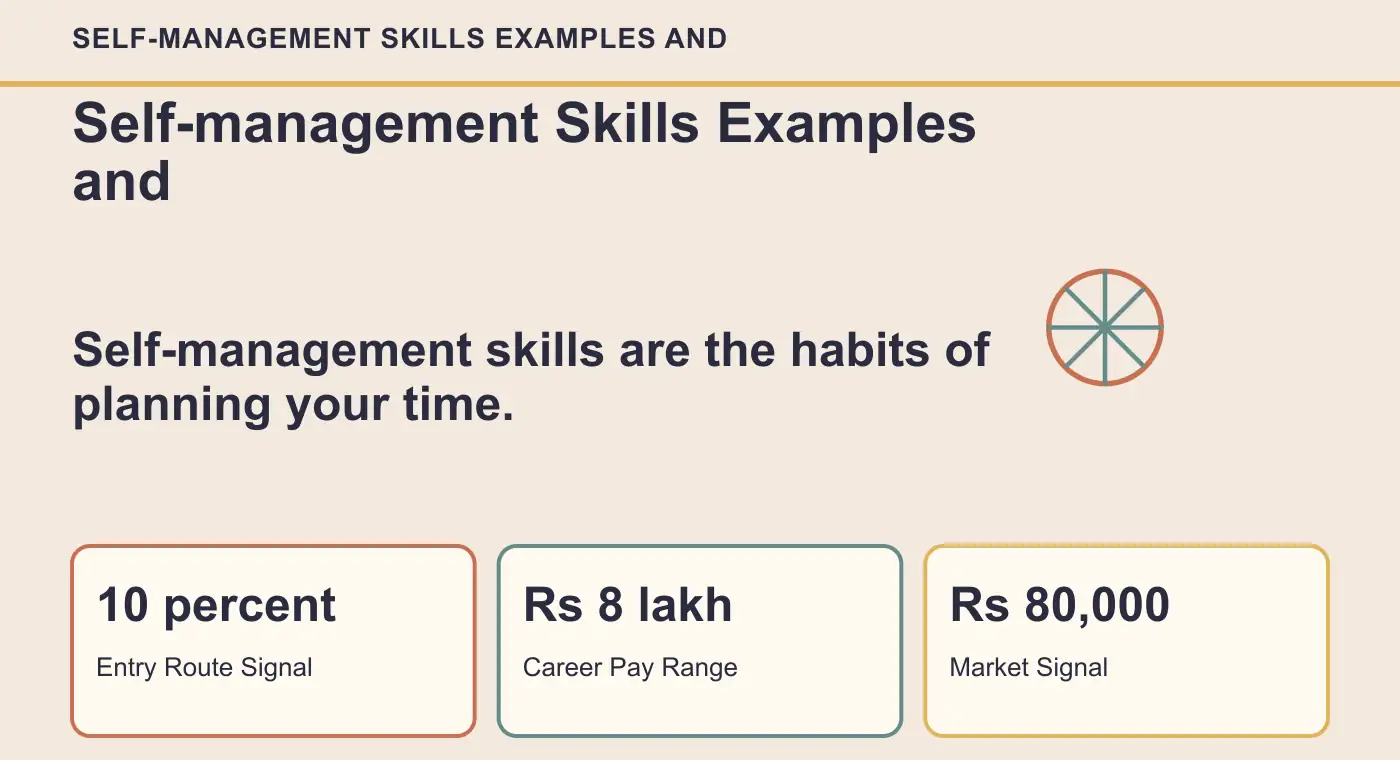 SELF-MANAGEMENT SKILLS EXAMPLES AND
Self-management Skills Examples
and
Self-management skills are the habits of
planning your time.
10 percent
Entry Route Signal
Rs 8 lakh
Career Pay Range
Rs 80,000
Market Signal